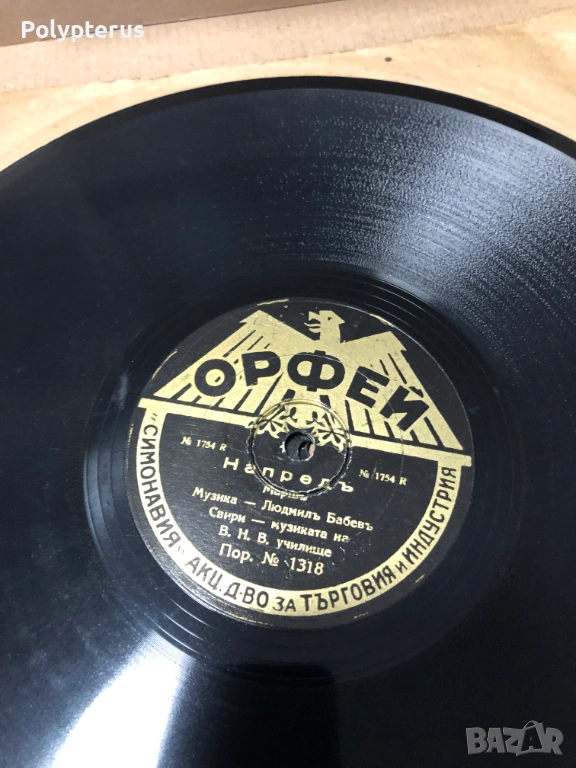 Polypterus
ОРФЕЙ
№ 1754 R
№ 1754 R
Напредъ
Маршъ
Музика — Людмилъ Бабевъ
Свири — музиката на
В. Н. В. училище
Пор. № 1318
"СИМОНАВИЯ" АКЦ. Д-ВО ЗА ТЪРГОВИЯ и ИНДУСТРИЯ
BAZAR